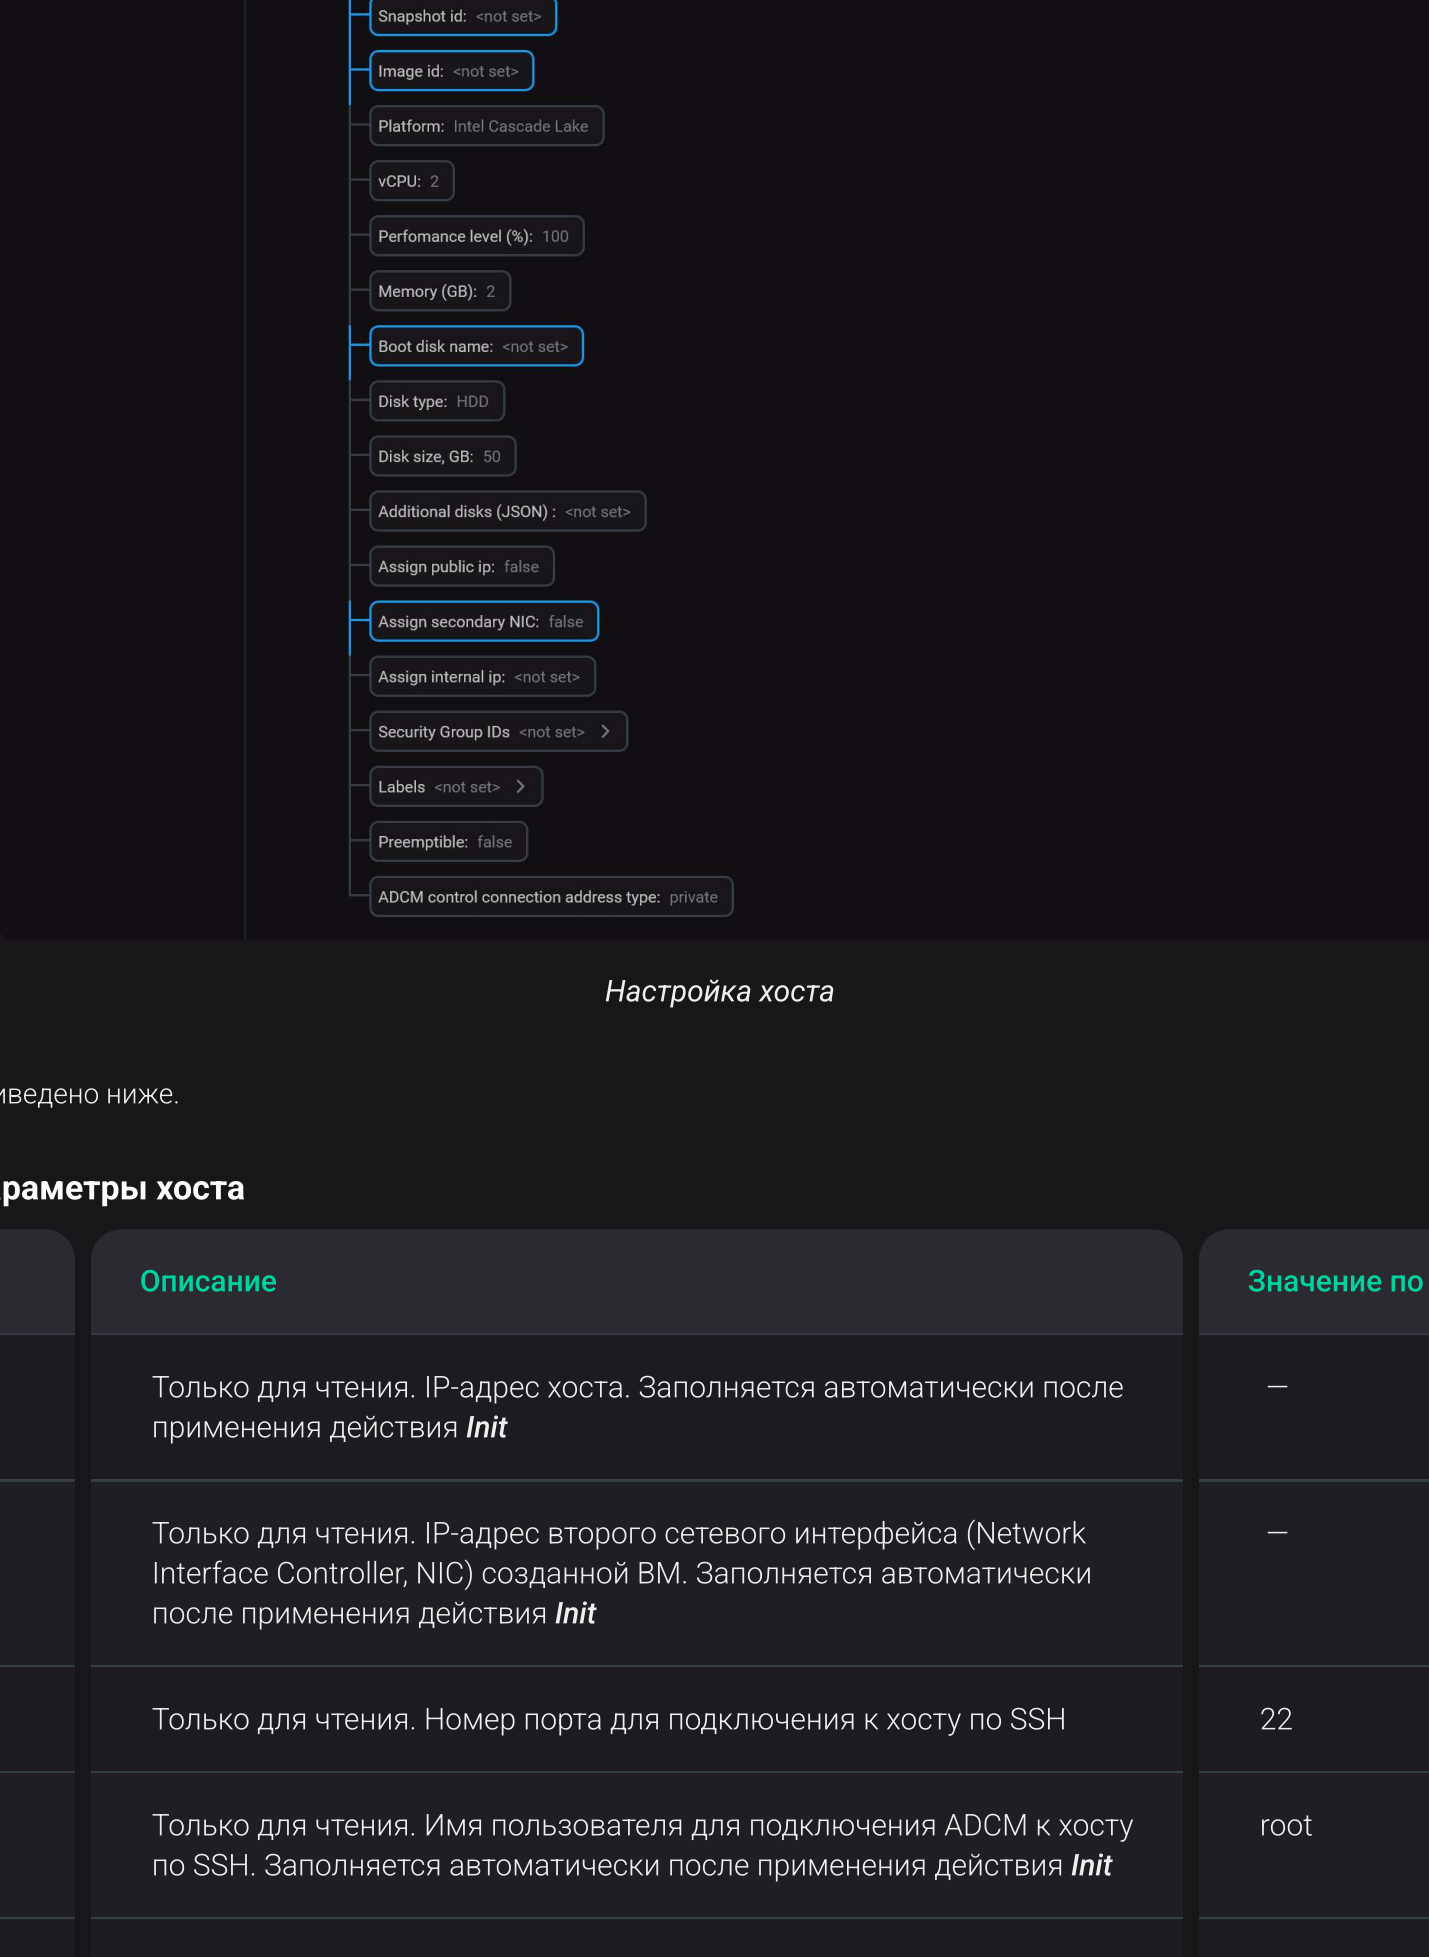 Snapshot id: <not set>
Image id: <not set>
Platform: Intel Cascade Lake
vCPU: 2
Perfomance level (%): 100
Memory (GB): 2
Boot disk name: <not set>
Disk type: HDD
Disk size, GB: 50
Additional disks (JSON) : <not set>
Assign public ip: false
Assign secondary NIC: false
Assign internal ip: <not set>
Security Group IDs <not set>
Labels <not set>
Preemptible: false
ADCM control connection address type: private
Настройка хоста
иведено ниже.
раметры хоста
Описание
Значение по
Только для чтения. IP-адрес хоста. Заполняется автоматически после
применения действия Init
—
Только для чтения. IP-адрес второго сетевого интерфейса (Network
Interface Controller, NIC) созданной ВМ. Заполняется автоматически
после применения действия Init
—
Только для чтения. Номер порта для подключения к хосту по SSH
22
Только для чтения. Имя пользователя для подключения ADCM к хосту
по SSH. Заполняется автоматически после применения действия Init
root